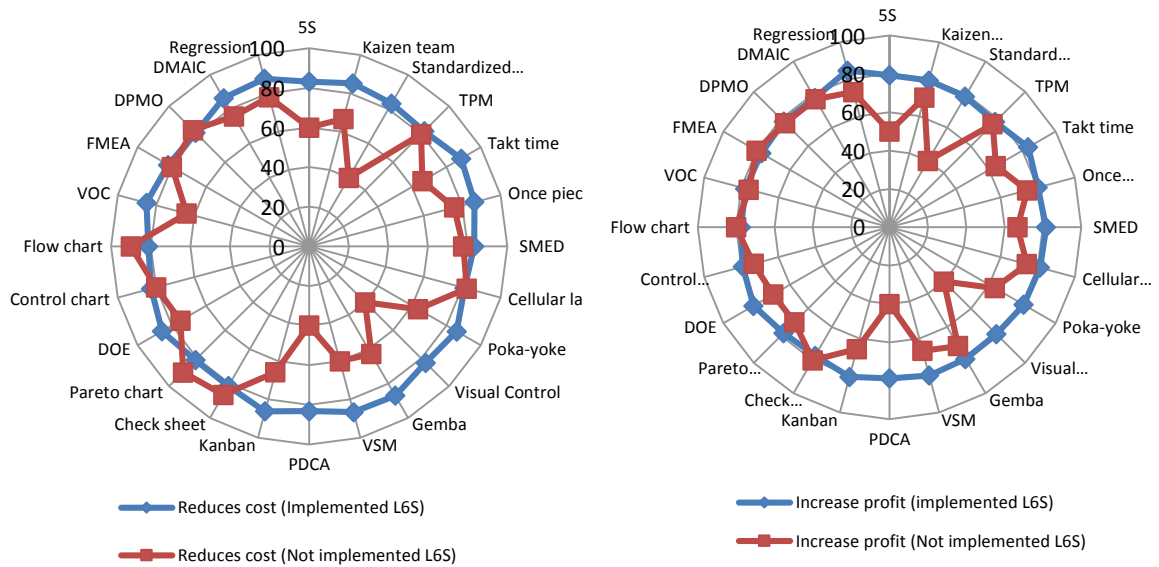 5S
Kaizen team
Standardized...
TPM
Takt time
Once piec
SMED
Cellular la
Poka-yoke
Visual Control
Gemba
VSM
PDCA
Kanban
Check sheet
Pareto chart
DOE
Control chart
Flow chart
VOC
FMEA
DPMO
DMAIC
Regression
100
80
60
40
20
0
Reduces cost (Implemented L6S)
Reduces cost (Not implemented L6S)
5S
Kaizen...
Standard...
TPM
Takt time
Once...
SMED
Cellular...
Poka-yoke
Visual...
Gemba
VSM
PDCA
Kanban
Check...
Pareto...
DOE
Control...
Flow chart
VOC
FMEA
DPMO
DMAIC
Regression
100
80
60
40
20
0
Increase profit (implemented L6S)
Increase profit (Not implemented L6S)